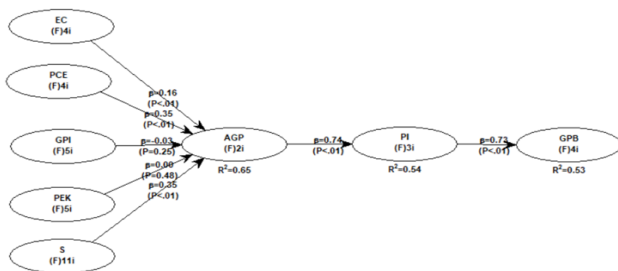 EC
(F)4i
PCE
(F)4i
β=0.16
(P<.01)
β=0.35
(P<.01)
GPI
(F)5i
β=-0.03
(P=0.25)
AGP
(F)2i
R²=0.65
β=0.74
(P<.01)
PI
(F)3i
R²=0.54
β=0.73
(P<.01)
GPB
(F)4i
R²=0.53
PEK
(F)5i
β=0.00
(P=0.48)
β=0.35
(P<.01)
S
(F)11i